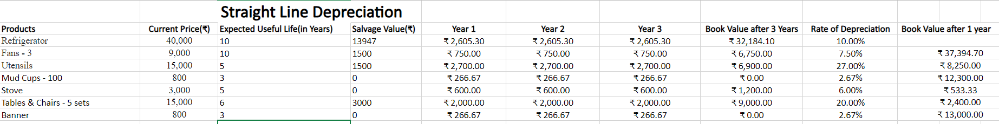 Straight Line Depreciation
Products Current Price(₹) Expected Useful Life(in Years) Salvage Value(₹) Year 1 Year 2 Year 3 Book Value after 3 Years Rate of Depreciation Book Value after 1 year
Refrigerator 40,000 10 13947 ₹ 2,605.30 ₹ 2,605.30 ₹ 2,605.30 ₹ 32,184.10 10.00%
Fans - 3 9,000 10 1500 ₹ 750.00 ₹ 750.00 ₹ 750.00 ₹ 6,750.00 7.50% ₹ 37,394.70
Utensils 15,000 5 1500 ₹ 2,700.00 ₹ 2,700.00 ₹ 2,700.00 ₹ 6,900.00 27.00% ₹ 8,250.00
Mud Cups - 100 800 3 0 ₹ 266.67 ₹ 266.67 ₹ 266.67 ₹ 0.00 2.67% ₹ 12,300.00
Stove 3,000 5 0 ₹ 600.00 ₹ 600.00 ₹ 600.00 ₹ 1,200.00 6.00% ₹ 533.33
Tables & Chairs - 5 sets 15,000 6 3000 ₹ 2,000.00 ₹ 2,000.00 ₹ 2,000.00 ₹ 9,000.00 20.00% ₹ 2,400.00
Banner 800 3 0 ₹ 266.67 ₹ 266.67 ₹ 266.67 ₹ 0.00 2.67% ₹ 13,000.00